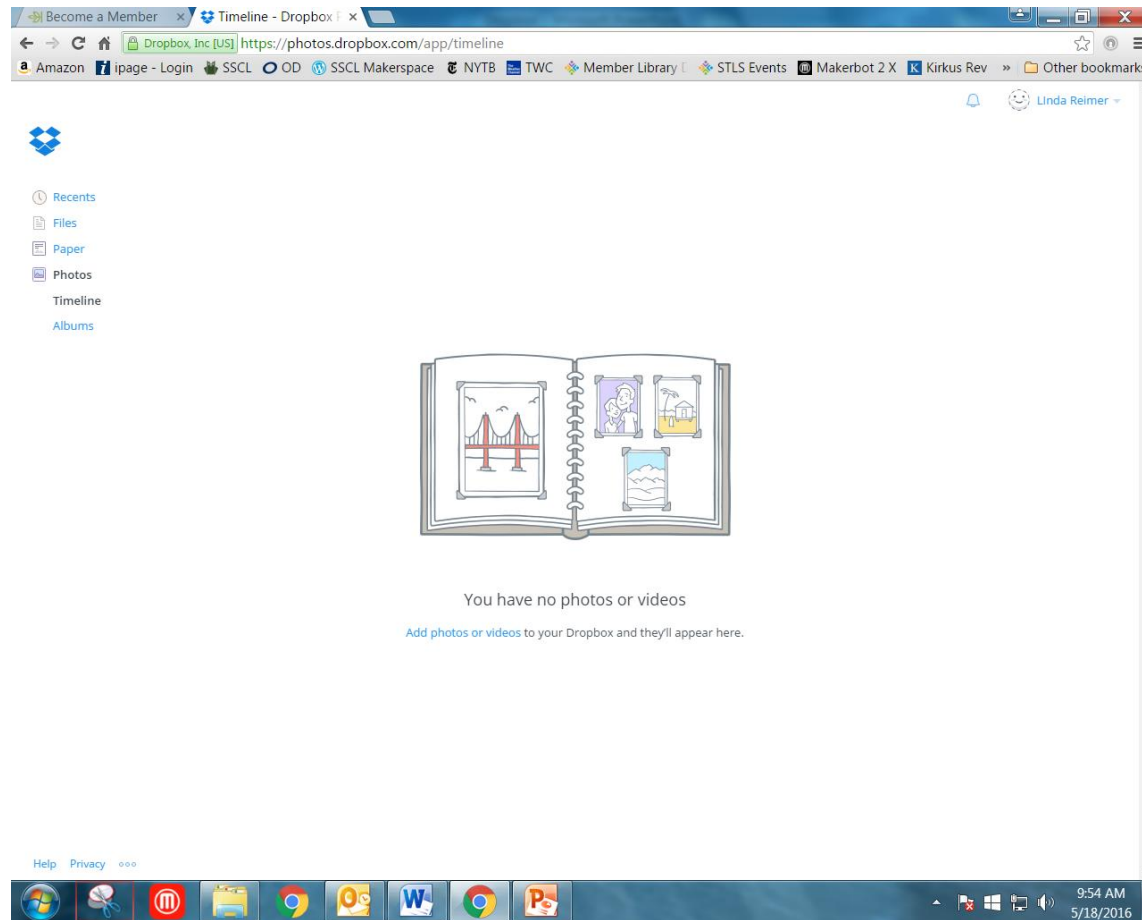 Become a Member
Timeline - Dropbox
Dropbox, Inc [US] https://photos.dropbox.com/app/timeline
Amazon ipage - Login SSCL OD SSCL Makerspace NYTB TWC Member Library STLS Events Makerbot 2 X Kirkus Rev » Other bookmarks
Linda Reimer
Recents
Files
Paper
Photos
Timeline
Albums
You have no photos or videos
Add photos or videos to your Dropbox and they'll appear here.
Help Privacy
9:54 AM
5/18/2016